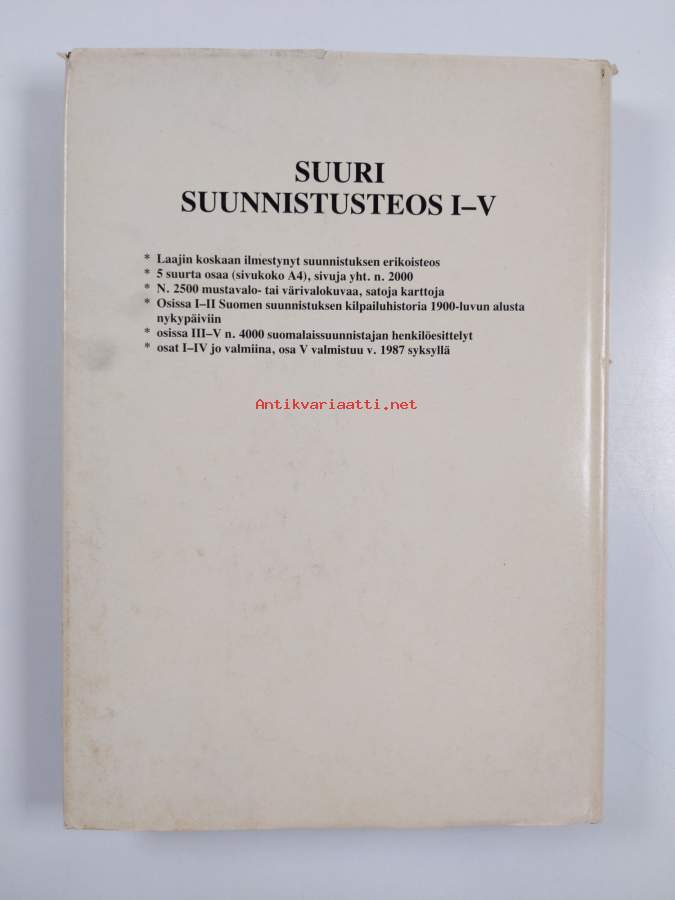 SUURI
SUUNNISTUSTEOS I–V
* Laajin koskaan ilmestynyt suunnistuksen erikoisteos
* 5 suurta osaa (sivukoko A4), sivuja yht. n. 2000
* N. 2500 mustavalo- tai värivalokuvaa, satoja karttoja
* Osissa I–II Suomen suunnistuksen kilpailuhistoria 1900-luvun alusta
nykypäiviin
* osissa III–V n. 4000 suomalaissuunnistajan henkilöesittelyt
* osat I–IV jo valmiina, osa V valmistuu v. 1987 syksyllä
Antikvariaatti.net